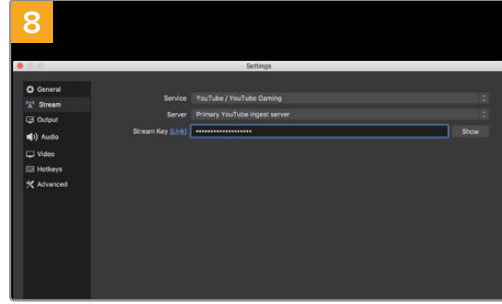 8
Settings
General
Stream
Output
Audio
Video
Hotkeys
Advanced
Service YouTube / YouTube Gaming
Server Primary YouTube ingest server
Stream Key (Link) ••••••••••••••••••• Show